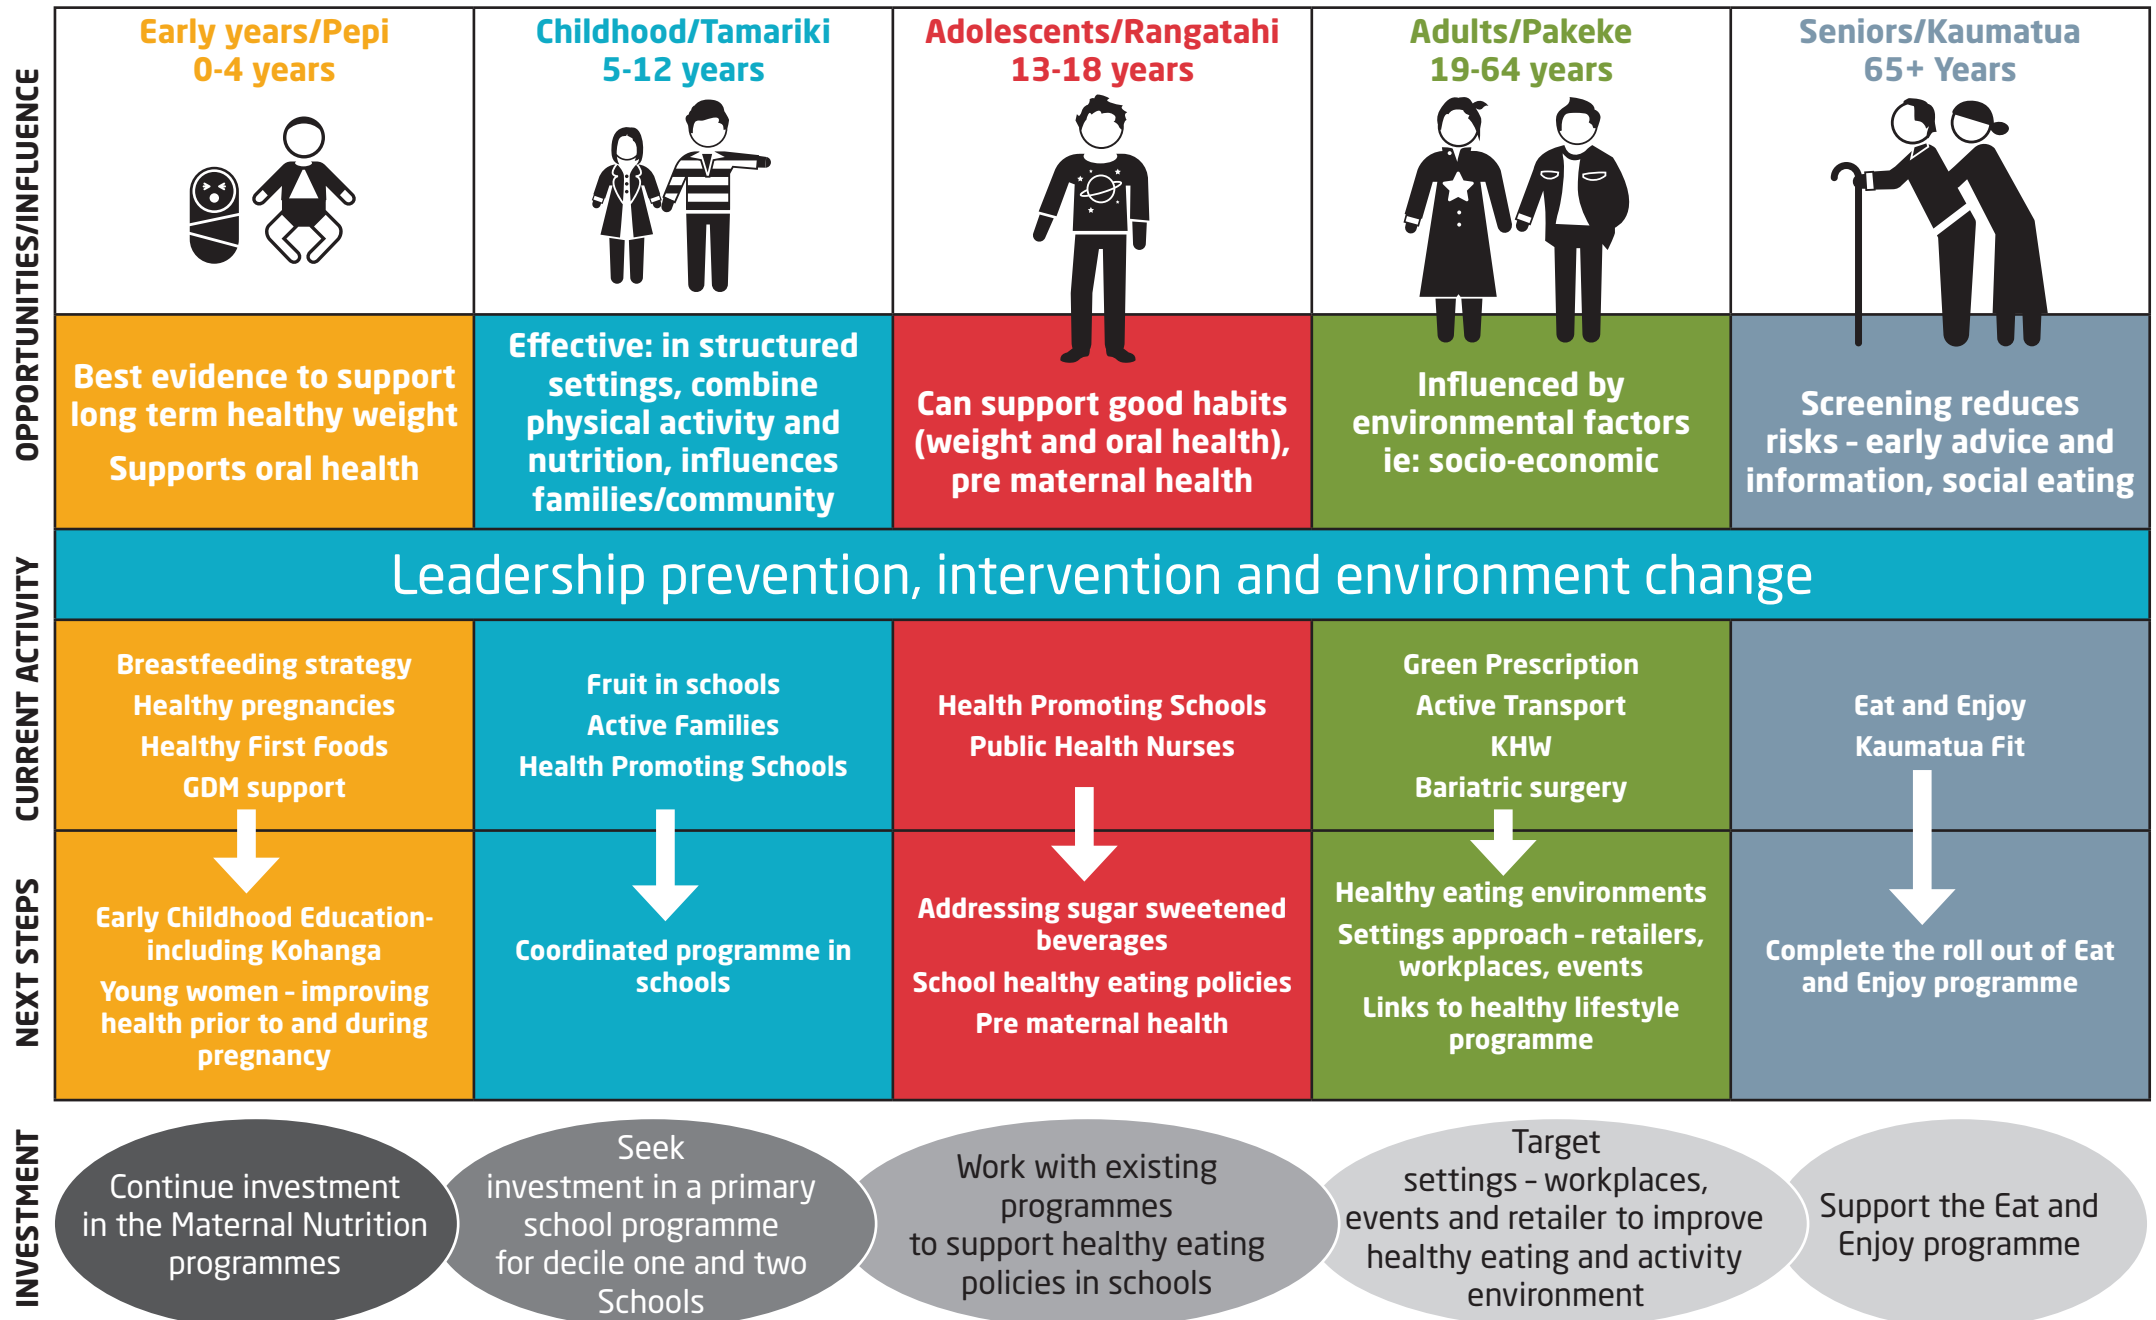 Early years/Pepi
0-4 years
Childhood/Tamariki
5-12 years
Adolescents/Rangatahi
13-18 years
Adults/Pakeke
19-64 years
Seniors/Kaumatua
65+ Years
OPPORTUNITIES/INFLUENCE
Best evidence to support
long term healthy weight
Supports oral health
Effective: in structured
settings, combine
physical activity and
nutrition, influences
families/community
Can support good habits
(weight and oral health),
pre maternal health
Influenced by
environmental factors
ie: socio-economic
Screening reduces
risks – early advice and
information, social eating
Leadership prevention, intervention and environment change
CURRENT ACTIVITY
Breastfeeding strategy
Healthy pregnancies
Healthy First Foods
GDM support
Fruit in schools
Active Families
Health Promoting Schools
Health Promoting Schools
Public Health Nurses
Green Prescription
Active Transport
KHW
Bariatric surgery
Eat and Enjoy
Kaumatua Fit
NEXT STEPS
Early Childhood Education-
including Kohanga
Young women – improving
health prior to and during
pregnancy
Coordinated programme in
schools
Addressing sugar sweetened
beverages
School healthy eating policies
Pre maternal health
Healthy eating environments
Settings approach – retailers,
workplaces, events
Links to healthy lifestyle
programme
Complete the roll out of Eat
and Enjoy programme
INVESTMENT
Continue investment
in the Maternal Nutrition
programmes
Seek
investment in a primary
school programme
for decile one and two
Schools
Work with existing
programmes
to support healthy eating
policies in schools
Target
settings – workplaces,
events and retailer to improve
healthy eating and activity
environment
Support the Eat and
Enjoy programme